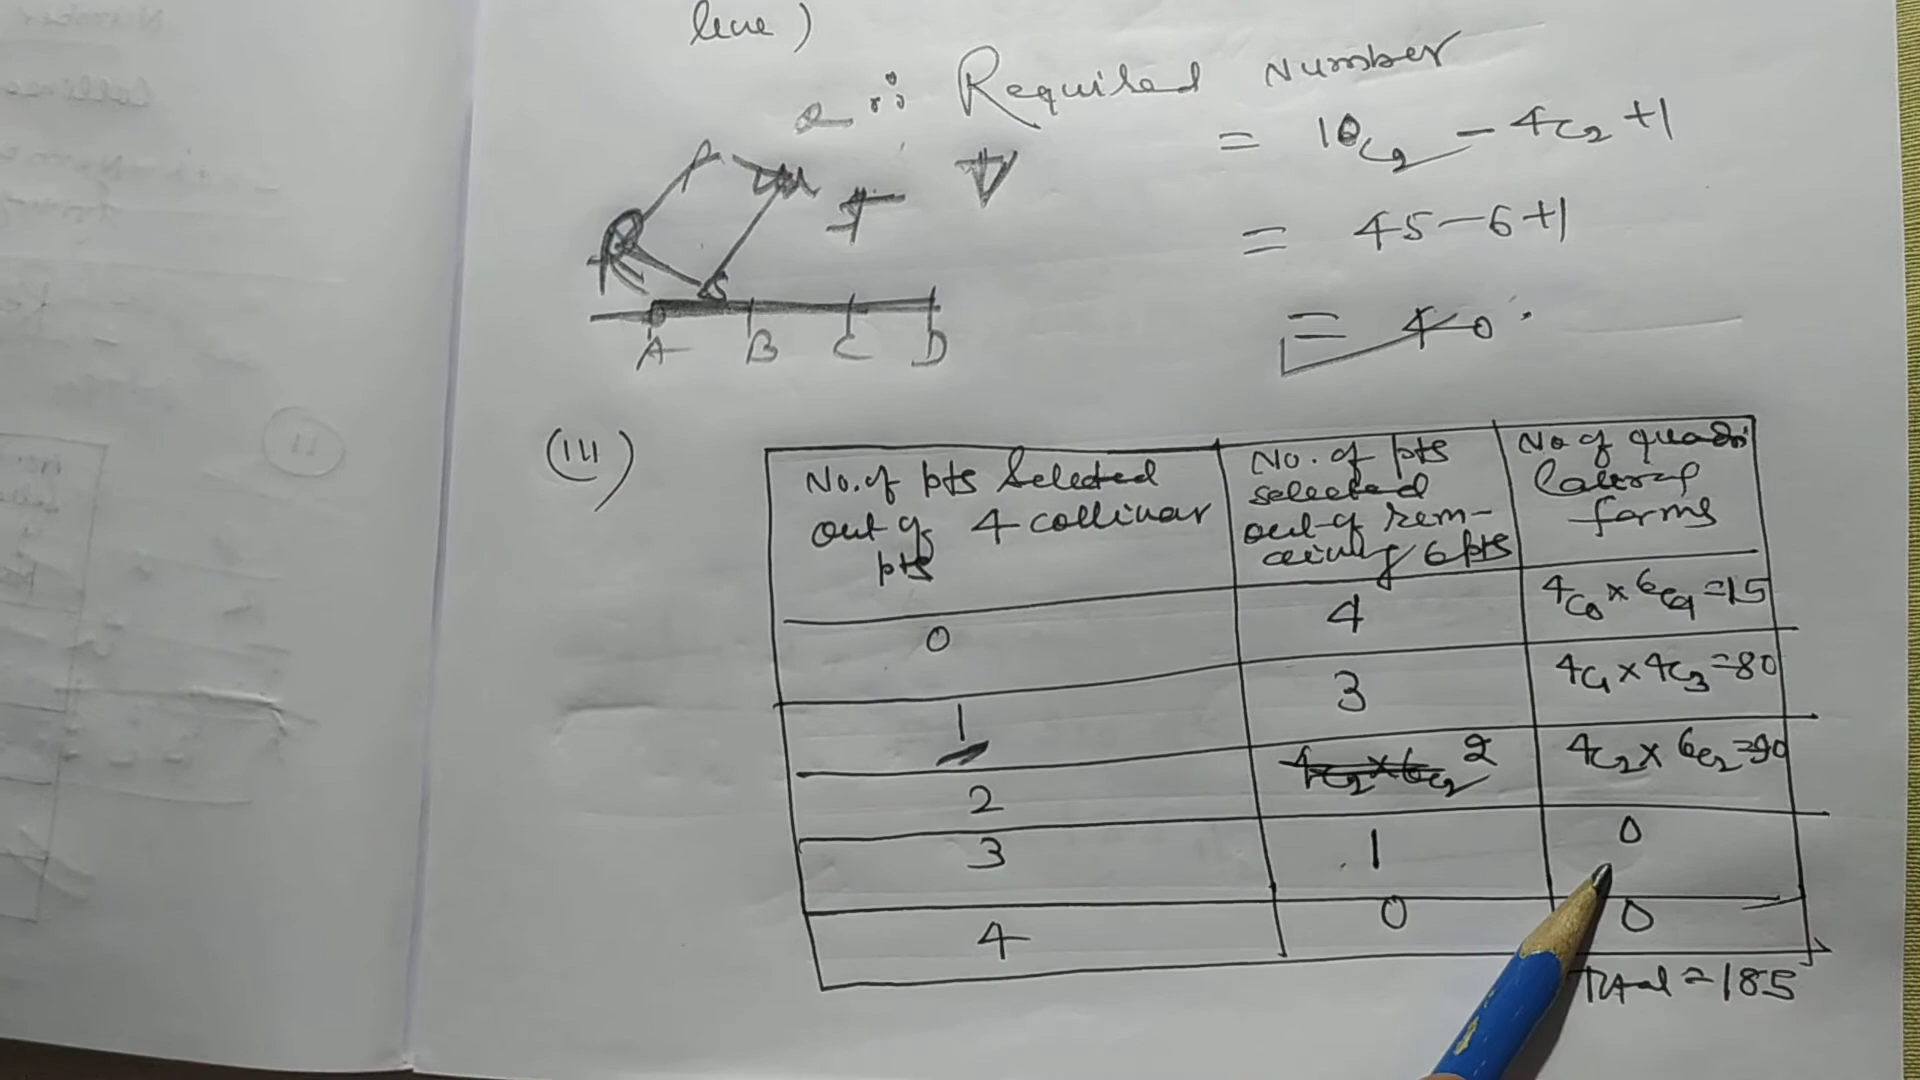 line)
∴ Required Number
= 10c₂ - 4c₂ + 1
= 45 - 6 + 1
= 40.
A B C D
(III)
No. of pts Selected out of 4 collinar pts
No. of pts selected out of remaining 6 pts
No of quadrilateral forms
0 4 4c₀ × 6c₄ = 15
1 3 4c₁ × 4c₃ = 80
2 2 4c₂ × 6c₂ = 90
3 1 0
4 0 0
Total = 185